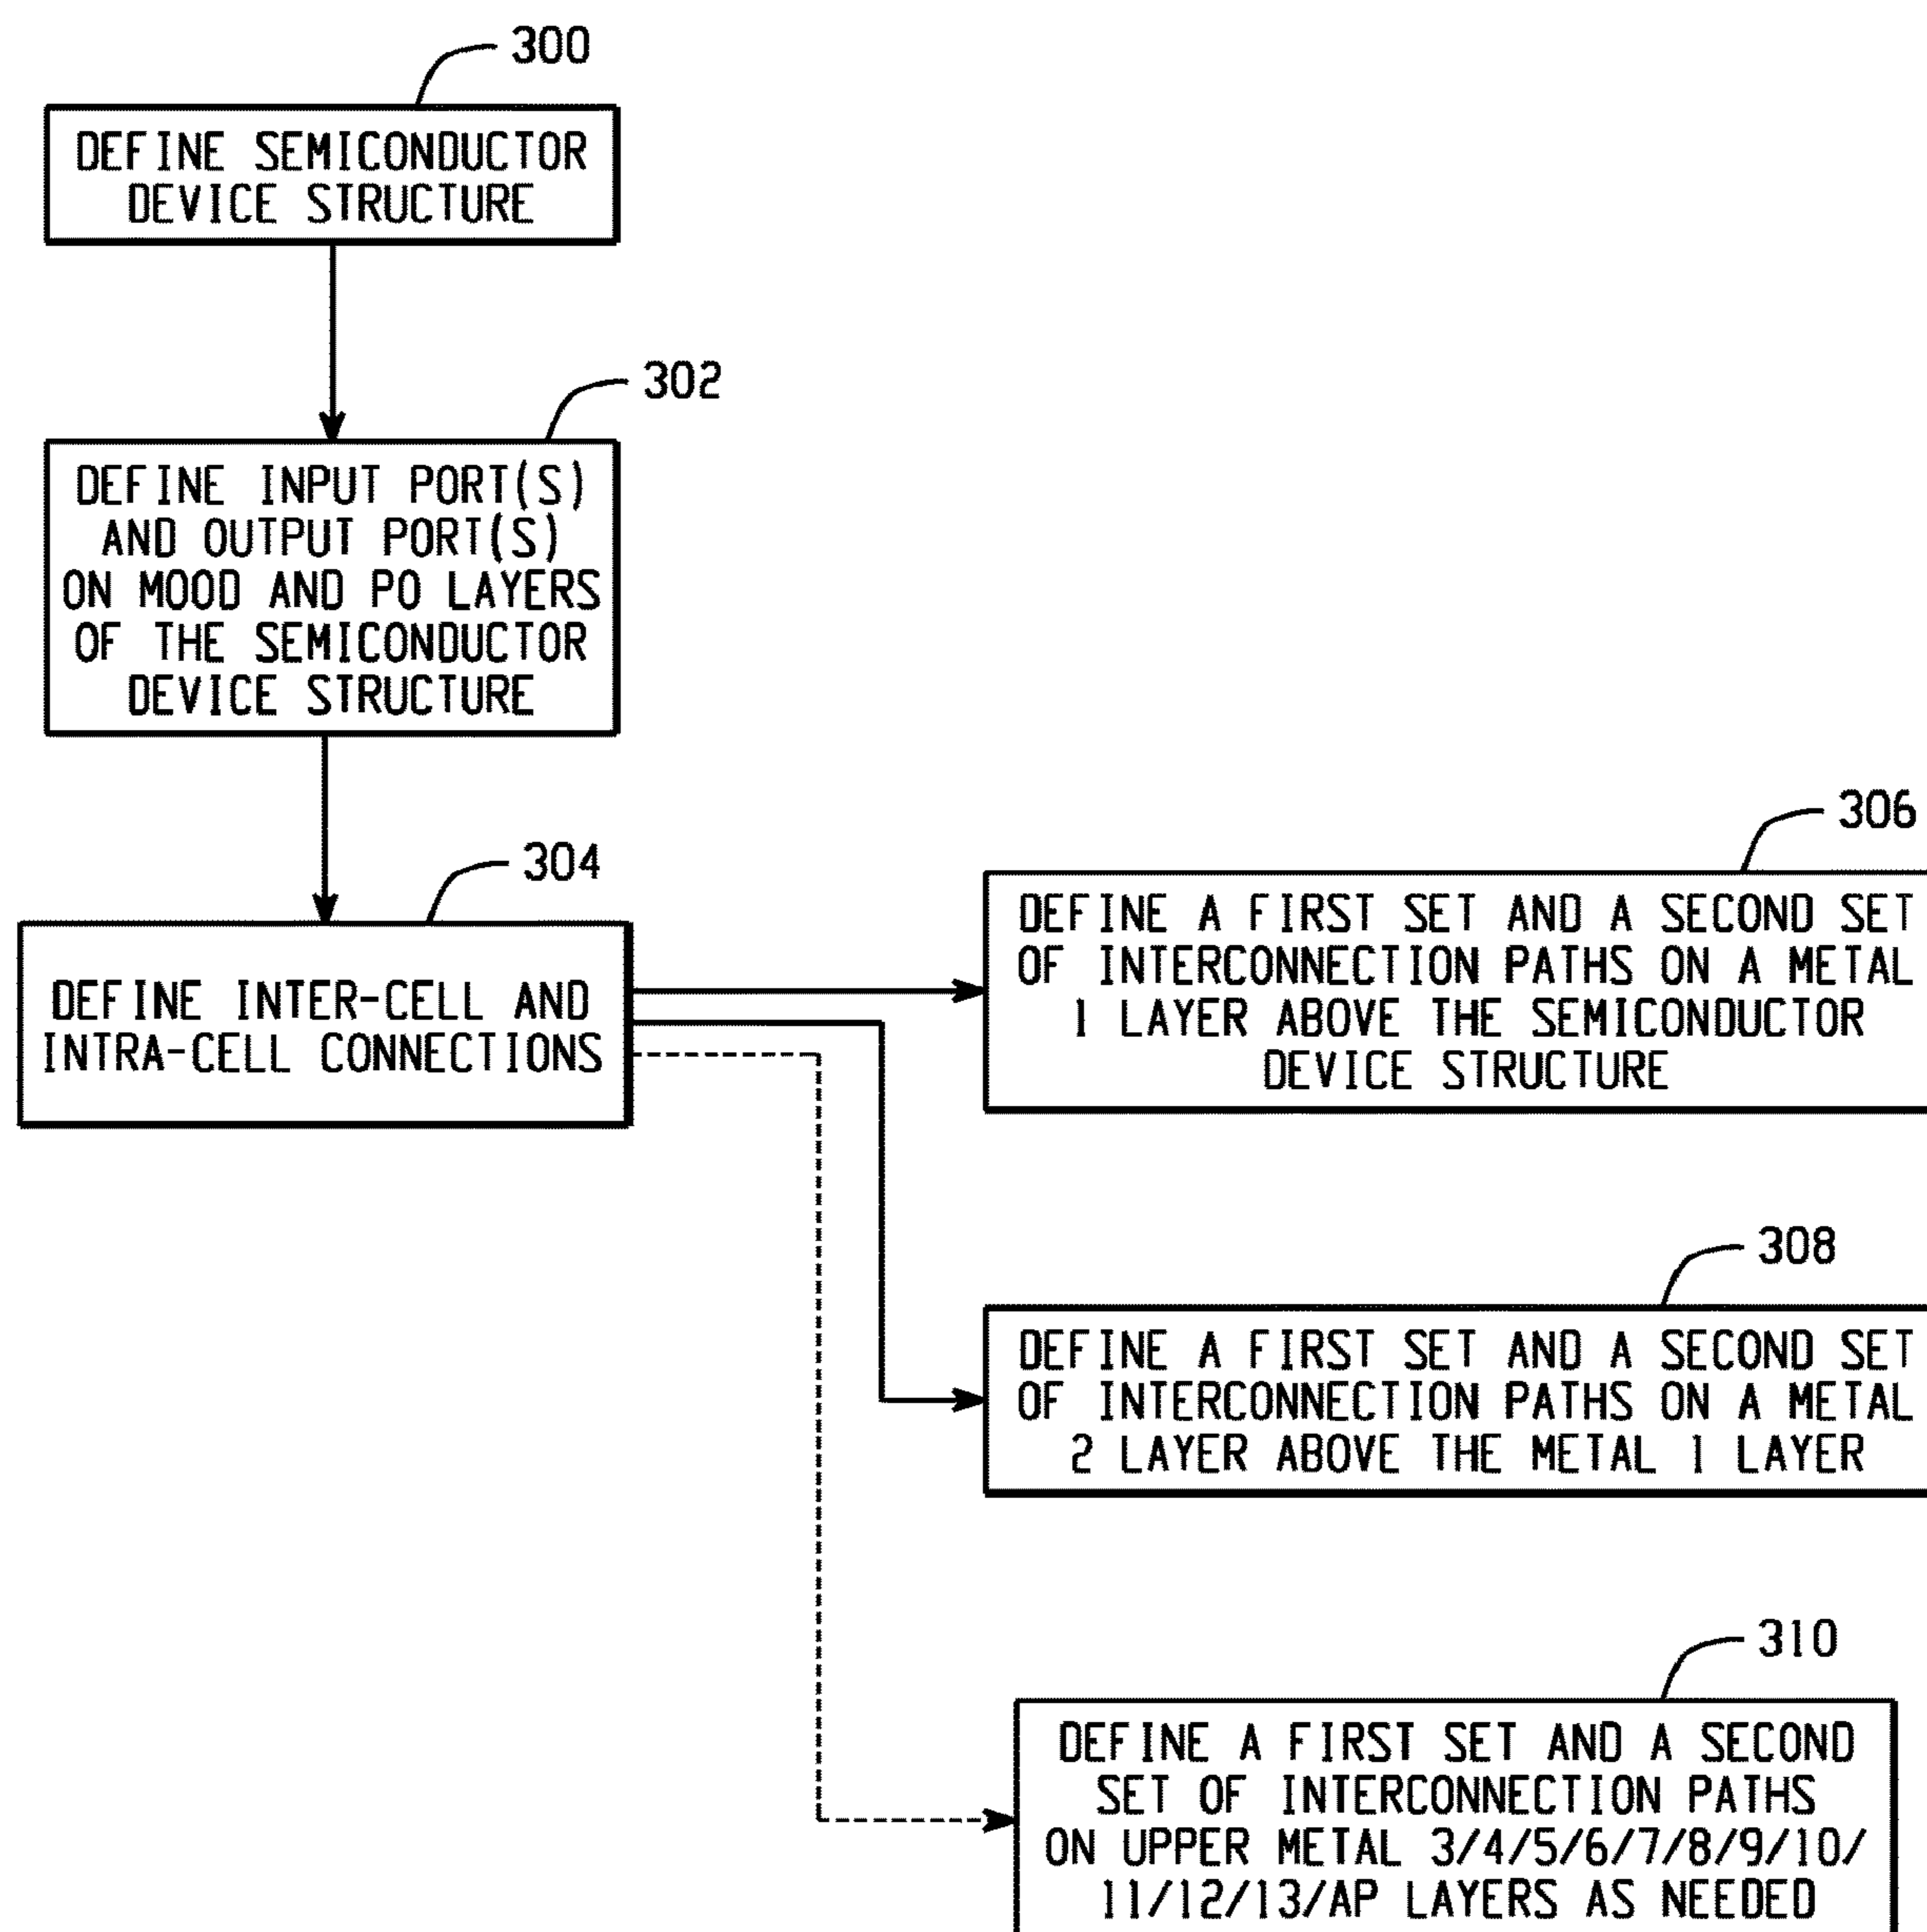 300
DEFINE SEMICONDUCTOR
DEVICE STRUCTURE
302
DEFINE INPUT PORT(S)
AND OUTPUT PORT(S)
ON MOOD AND PO LAYERS
OF THE SEMICONDUCTOR
DEVICE STRUCTURE
304
DEFINE INTER-CELL AND
INTRA-CELL CONNECTIONS
306
DEFINE A FIRST SET AND A SECOND SET
OF INTERCONNECTION PATHS ON A METAL
1 LAYER ABOVE THE SEMICONDUCTOR
DEVICE STRUCTURE
308
DEFINE A FIRST SET AND A SECOND SET
OF INTERCONNECTION PATHS ON A METAL
2 LAYER ABOVE THE METAL 1 LAYER
310
DEFINE A FIRST SET AND A SECOND
SET OF INTERCONNECTION PATHS
ON UPPER METAL 3/4/5/6/7/8/9/10/
11/12/13/AP LAYERS AS NEEDED